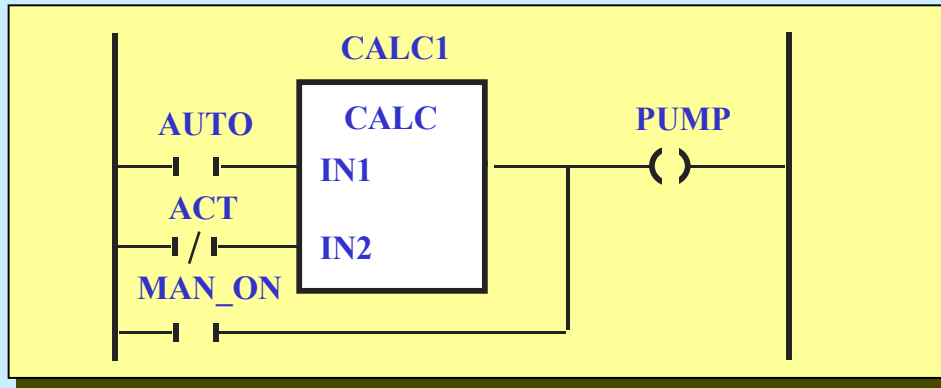 CALC1
CALC
AUTO
PUMP
IN1
ACT
IN2
MAN_ON